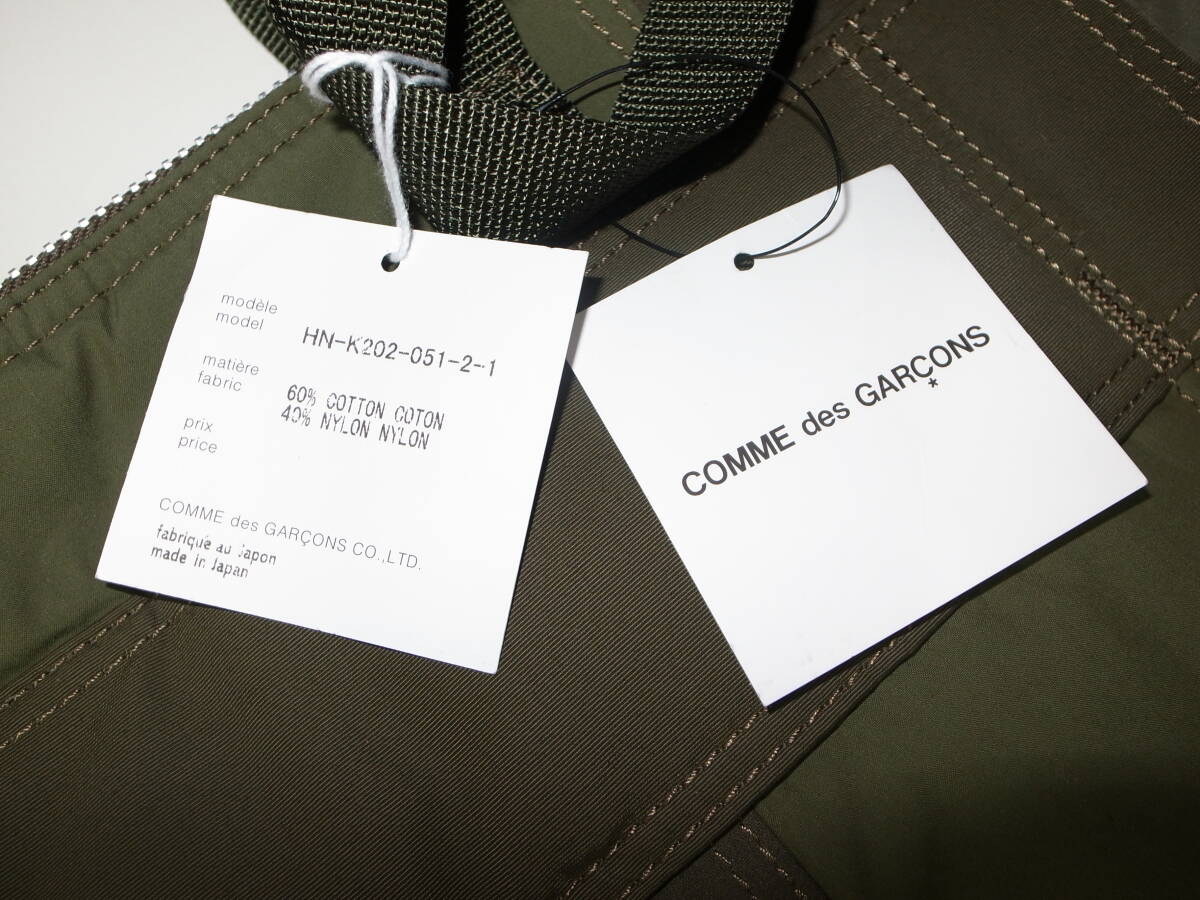 modèle
model
HN-K202-051-2-1
matière
fabric
60% COTTON COTON
40% NYLON NYLON
prix
price
COMME des GARÇONS CO.,LTD.
fabriqué au Japon
made in Japan
COMME des GARÇONS
*